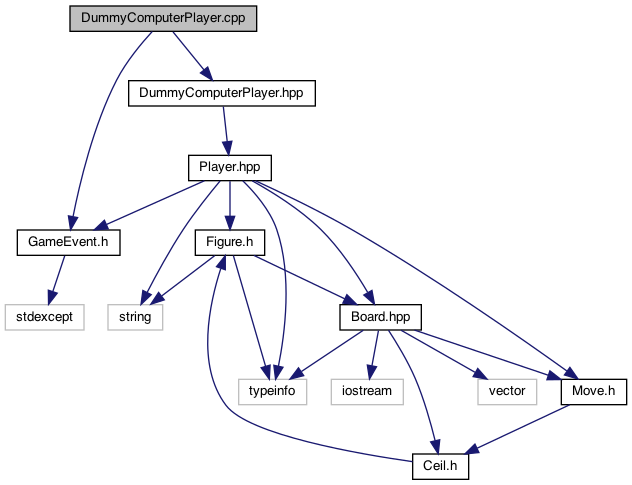 DummyComputerPlayer.cpp
DummyComputerPlayer.hpp
Player.hpp
GameEvent.h
Figure.h
stdexcept
string
Board.hpp
typeinfo
iostream
vector
Move.h
Ceil.h